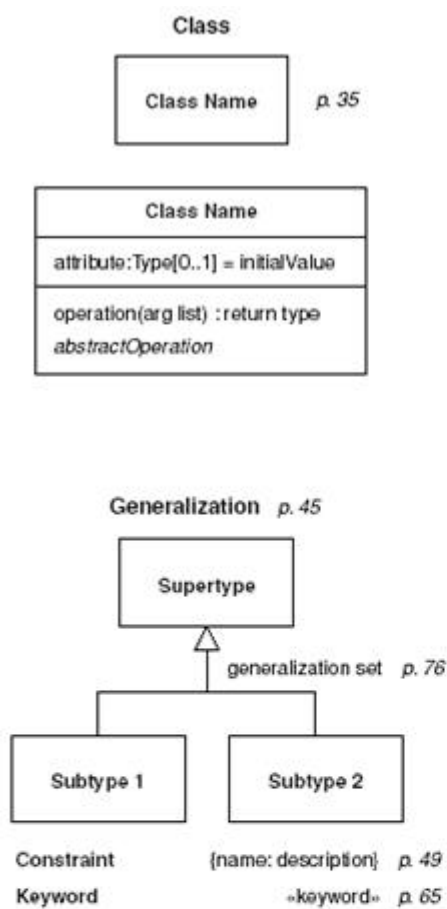 Class
Class Name p. 35
Class Name
attribute:Type[0..1] = initialValue
operation(arg list) : return type
abstractOperation
Generalization p. 45
Supertype
generalization set p. 76
Subtype 1 Subtype 2
Constraint {name: description} p. 49
Keyword «keyword» p. 65